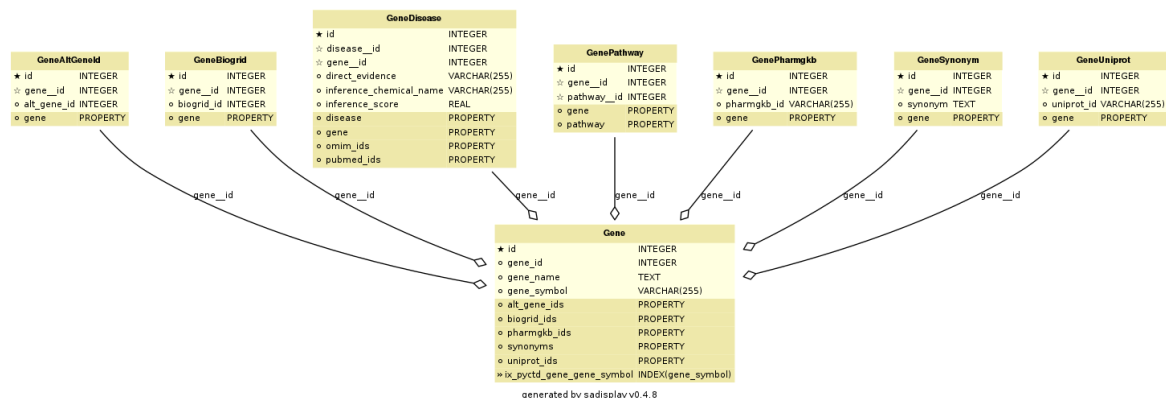 GeneAltGeneId
★ id INTEGER
☆ gene__id INTEGER
alt_gene_id INTEGER
gene PROPERTY
GeneBiogrid
★ id INTEGER
☆ gene__id INTEGER
biogrid_id INTEGER
gene PROPERTY
GeneDisease
★ id INTEGER
☆ disease__id INTEGER
☆ gene__id INTEGER
direct_evidence VARCHAR(255)
inference_chemical_name VARCHAR(255)
inference_score REAL
disease PROPERTY
gene PROPERTY
omim_ids PROPERTY
pubmed_ids PROPERTY
GenePathway
★ id INTEGER
☆ gene__id INTEGER
☆ pathway__id INTEGER
gene PROPERTY
pathway PROPERTY
GenePharmgkb
★ id INTEGER
☆ gene__id INTEGER
pharmgkb_id VARCHAR(255)
gene PROPERTY
GeneSynonym
★ id INTEGER
☆ gene__id INTEGER
synonym TEXT
gene PROPERTY
GeneUniprot
★ id INTEGER
☆ gene__id INTEGER
uniprot_id VARCHAR(255)
gene PROPERTY
gene__id
gene__id
gene__id
gene__id
gene__id
gene__id
gene__id
Gene
★ id INTEGER
gene_id INTEGER
gene_name TEXT
gene_symbol VARCHAR(255)
alt_gene_ids PROPERTY
biogrid_ids PROPERTY
pharmgkb_ids PROPERTY
synonyms PROPERTY
uniprot_ids PROPERTY
» ix_pyctd_gene_gene_symbol INDEX(gene_symbol)
generated by sadisplay v0.4.8